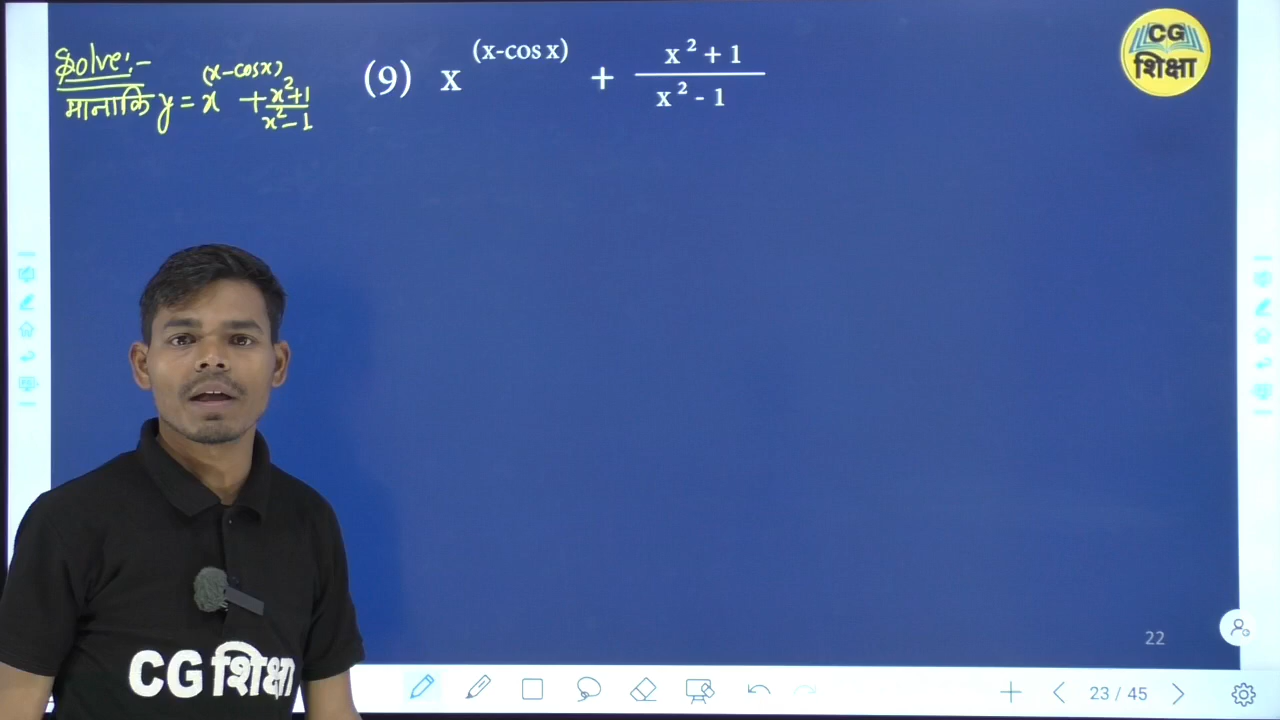 Solve:-
मानाकि y = x^(x-cosx) + (x²+1)/(x²-1)
(9) x^(x-cos x) + (x² + 1)/(x² - 1)
CG
शिक्षा
CG शिक्षा
22
23 / 45